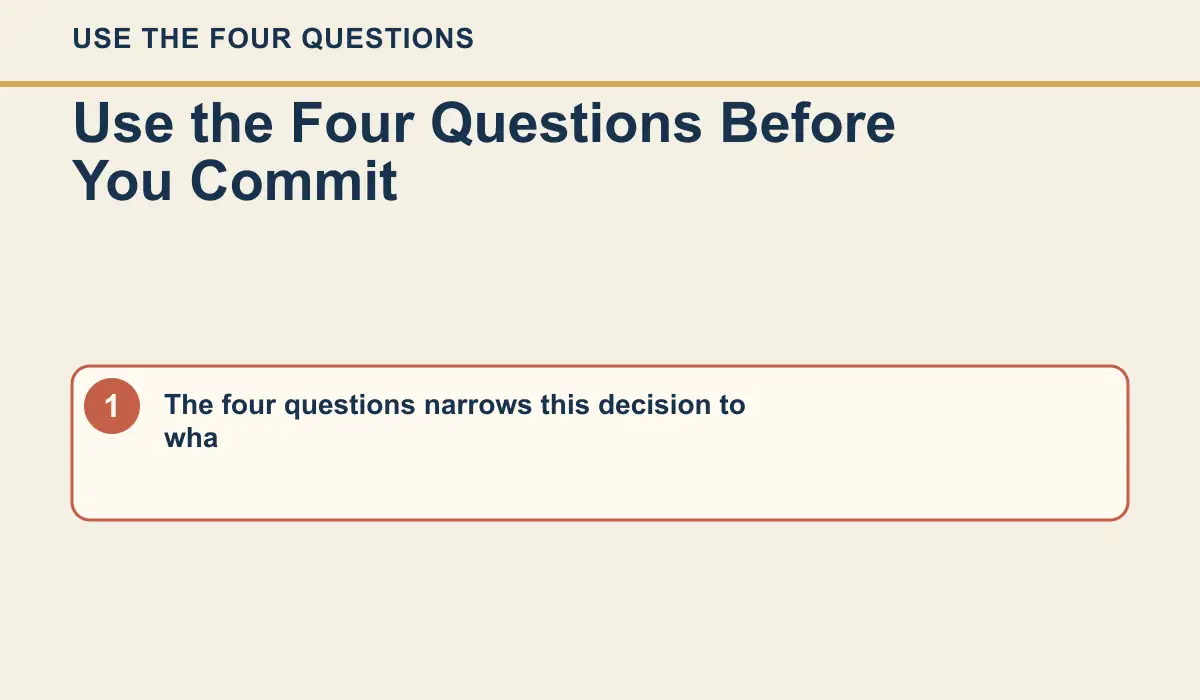 USE THE FOUR QUESTIONS
Use the Four Questions Before
You Commit
1
The four questions narrows this decision to
wha